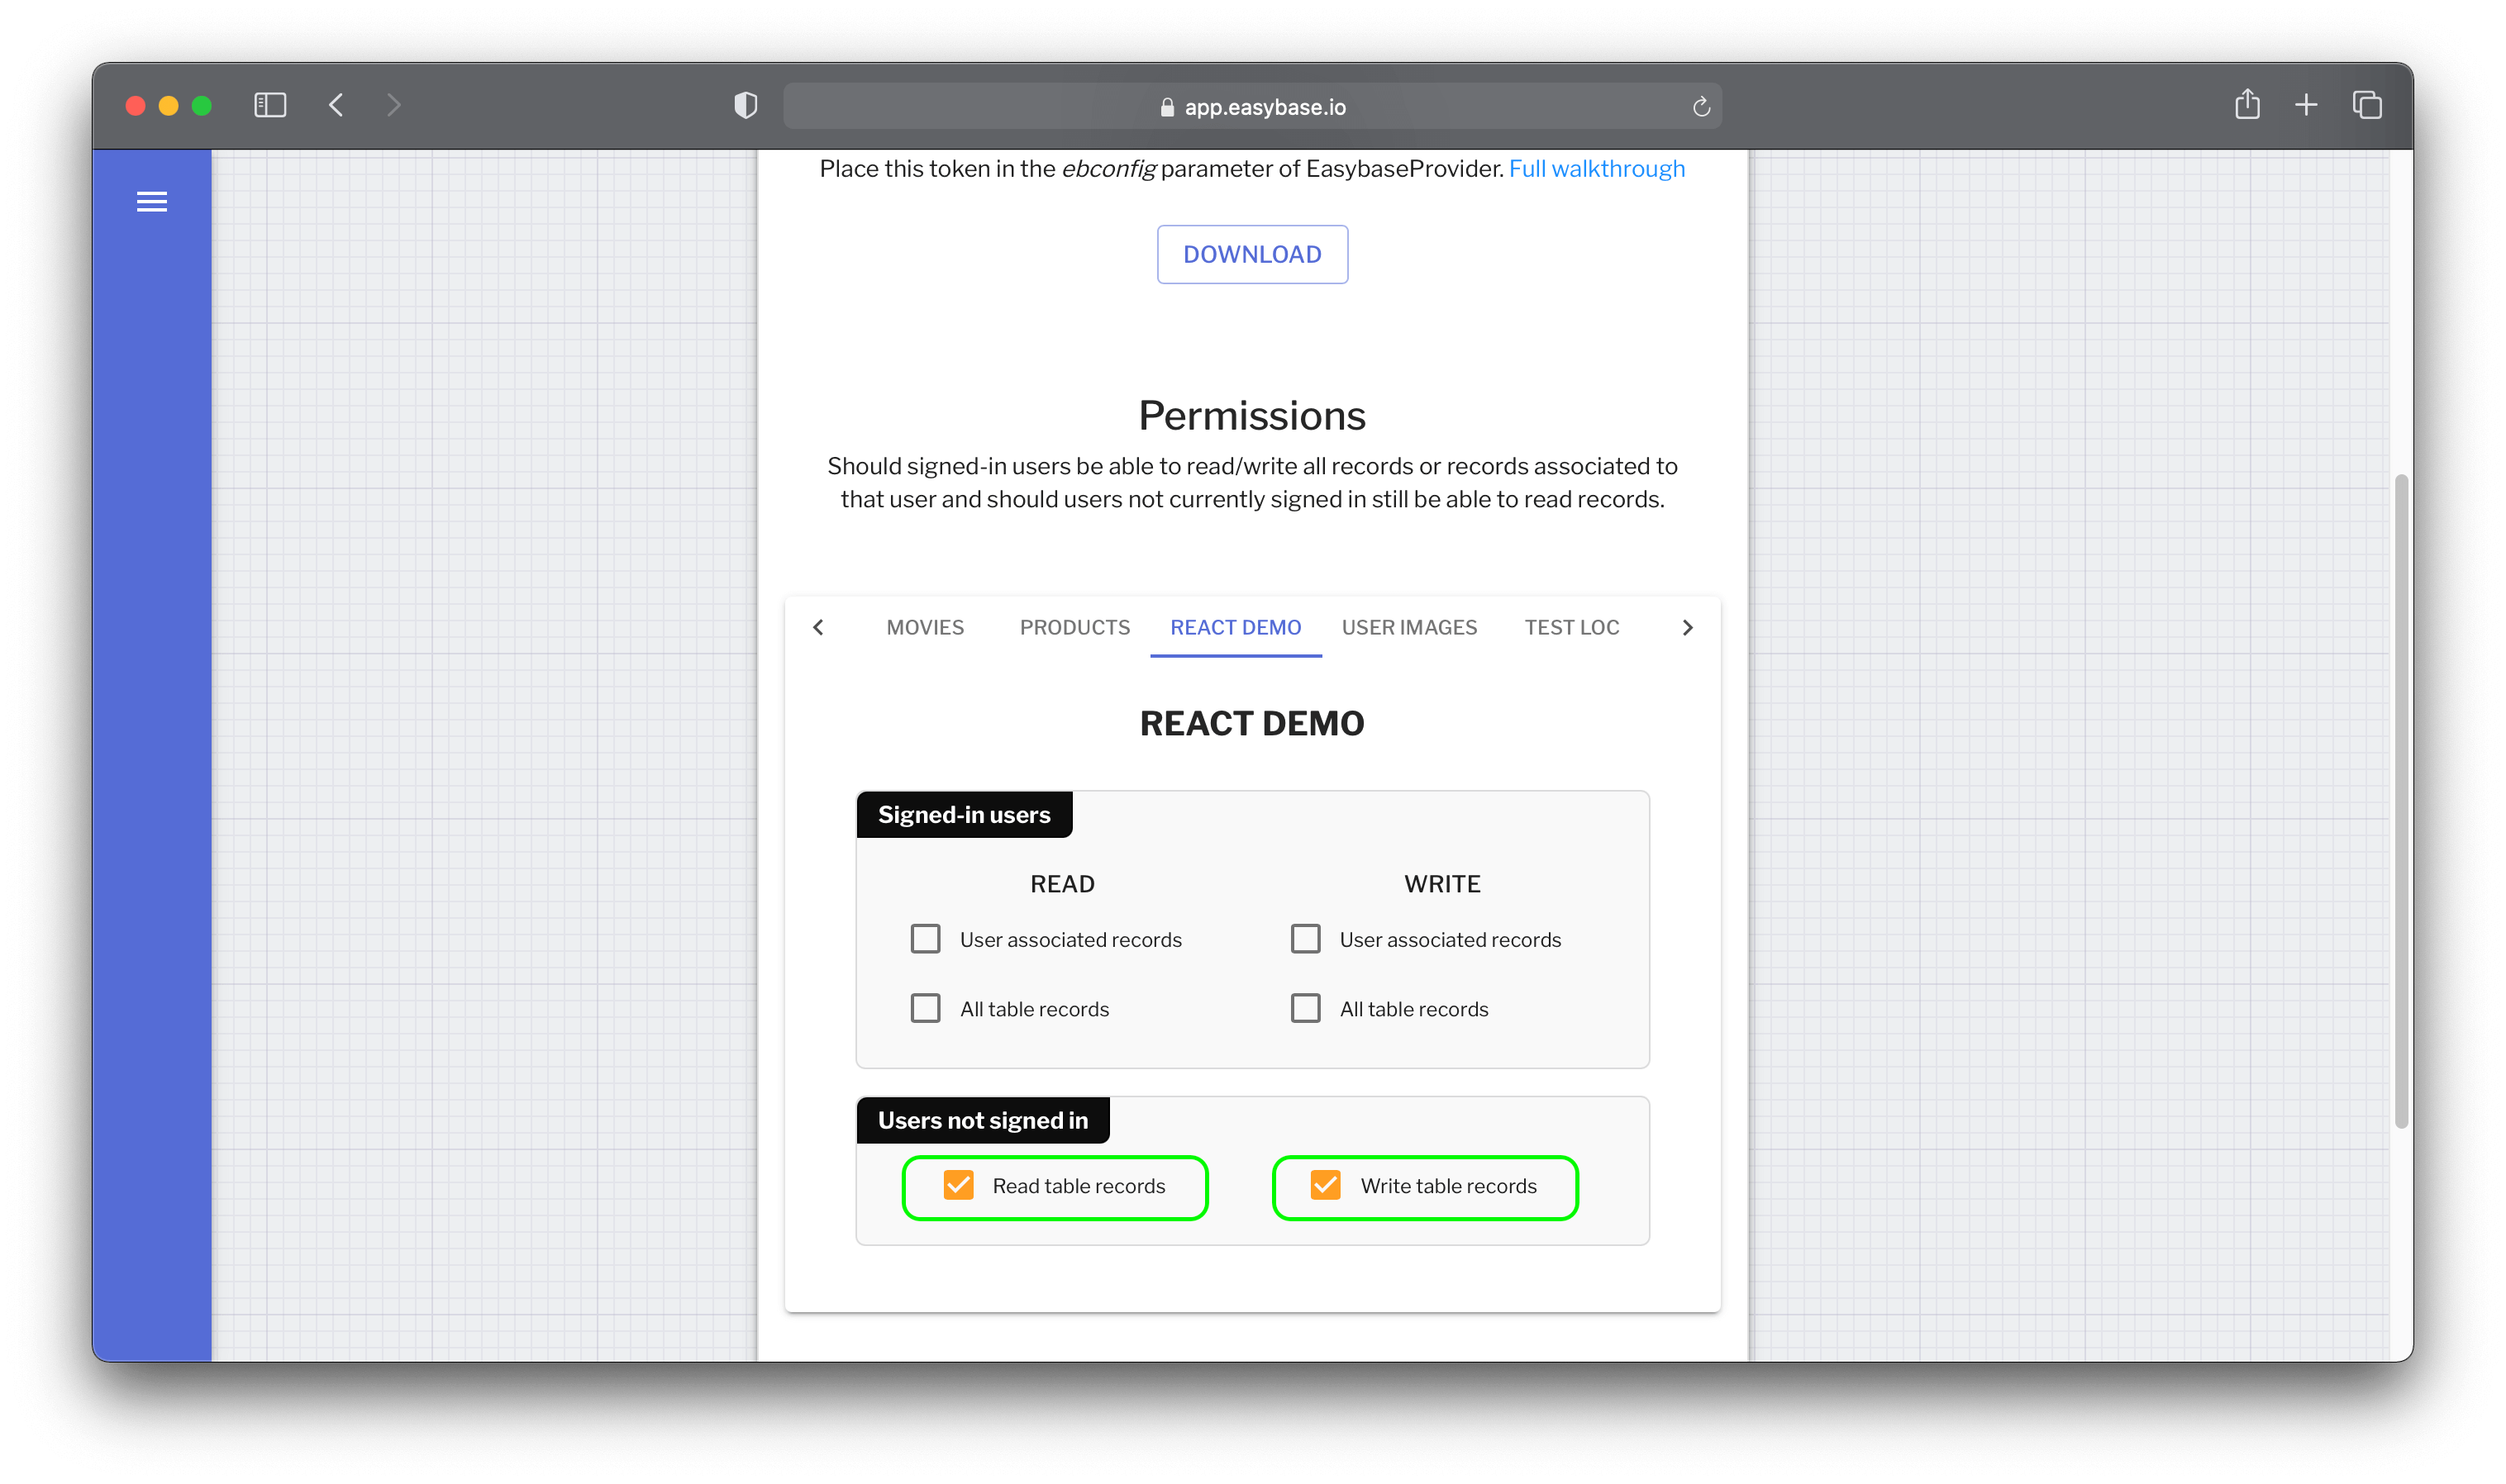 app.easybase.io
Place this token in the ebconfig parameter of EasybaseProvider. Full walkthrough
DOWNLOAD
Permissions
Should signed-in users be able to read/write all records or records associated to
that user and should users not currently signed in still be able to read records.
MOVIES PRODUCTS REACT DEMO USER IMAGES TEST LOC
REACT DEMO
Signed-in users
READ WRITE
User associated records User associated records
All table records All table records
Users not signed in
Read table records Write table records